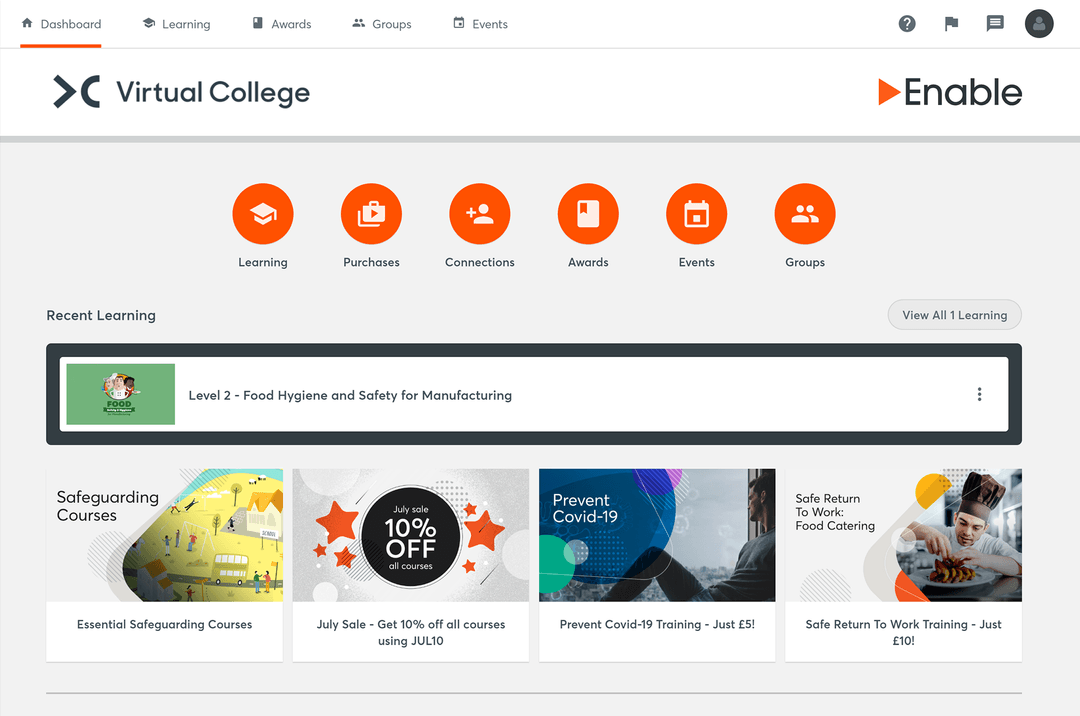 Dashboard
Learning
Awards
Groups
Events
Virtual College
Enable
Learning
Purchases
Connections
Awards
Events
Groups
Recent Learning
View All 1 Learning
FOOD
Level 2 - Food Hygiene and Safety for Manufacturing
Safeguarding
Courses
SCHOOL
Essential Safeguarding Courses
July sale
10%
OFF
all courses
July Sale - Get 10% off all courses
using JUL10
Prevent
Covid-19
Prevent Covid-19 Training - Just £5!
Safe Return
To Work:
Food Catering
Safe Return To Work Training - Just
£10!